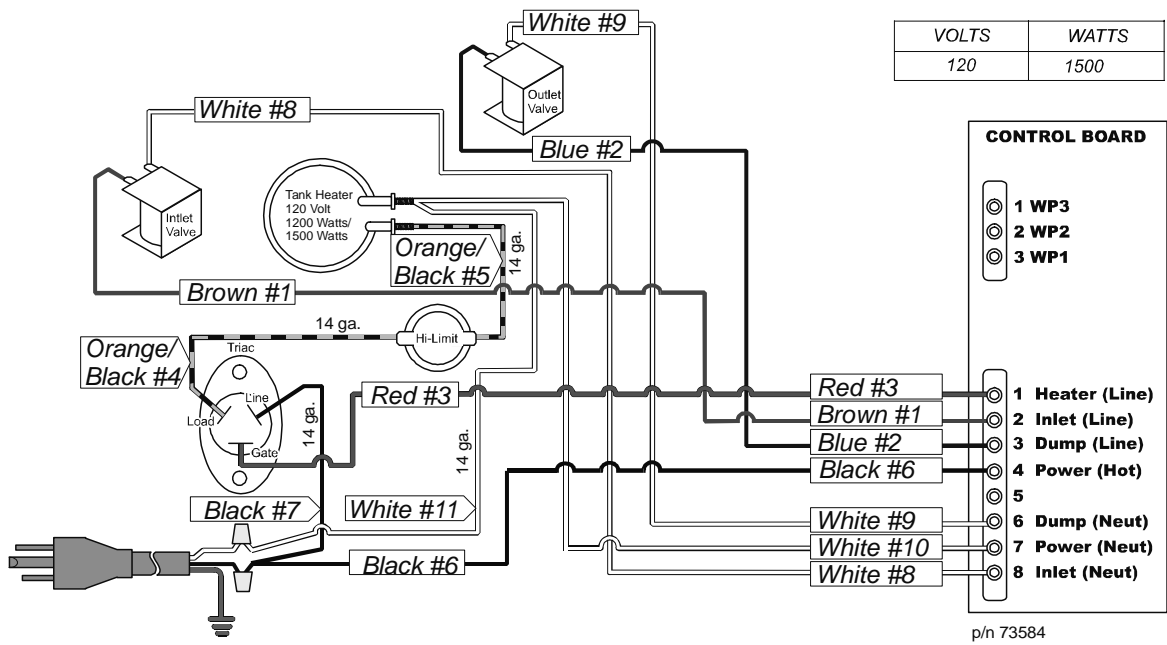 White #9
VOLTS WATTS
120 1500
Outlet
Valve
White #8
Blue #2
CONTROL BOARD
Tank Heater
120 Volt
1200 Watts/
1500 Watts
Intlet
Valve
1 WP3
2 WP2
3 WP1
Orange/
Black #5
14 ga.
Brown #1
14 ga.
Hi-Limit
Orange/
Black #4
Triac
Line
Load
Gate
14 ga.
14 ga.
Red #3
Red #3
1 Heater (Line)
Brown #1
2 Inlet (Line)
Blue #2
3 Dump (Line)
Black #6
4 Power (Hot)
5
Black #7
White #11
White #9
6 Dump (Neut)
White #10
7 Power (Neut)
Black #6
White #8
8 Inlet (Neut)
p/n 73584